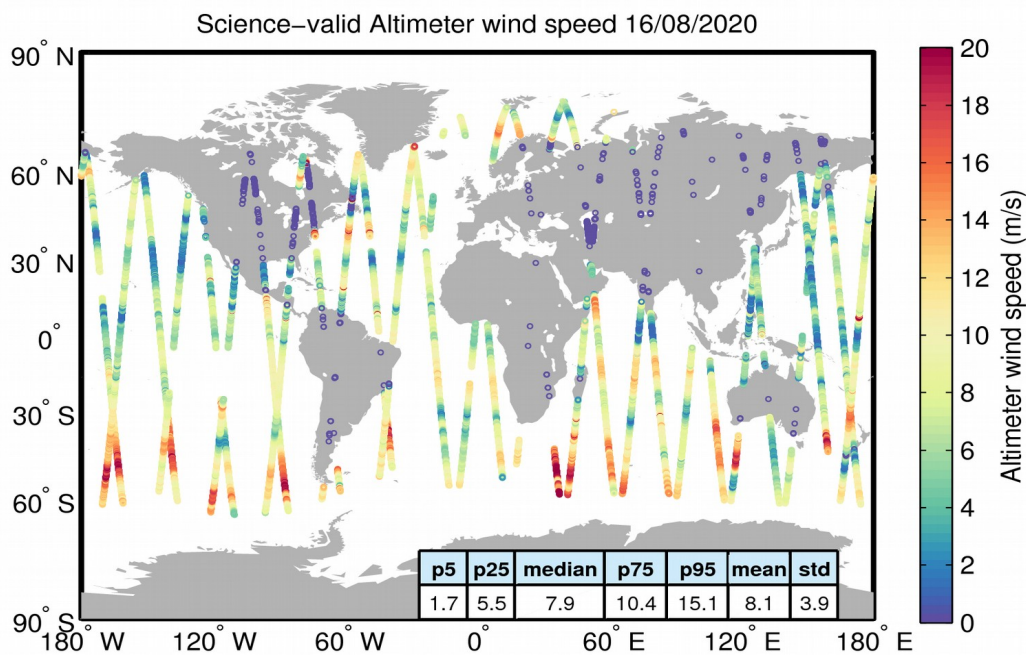 Science−valid Altimeter wind speed 16/08/2020
90° N
60° N
30° N
0°
30° S
60° S
90° S
180° W
120° W
60° W
0°
60° E
120° E
180° E
p5 p25 median p75 p95 mean std
1.7 5.5 7.9 10.4 15.1 8.1 3.9
20
18
16
14
12
10
8
6
4
2
0
Altimeter wind speed (m/s)